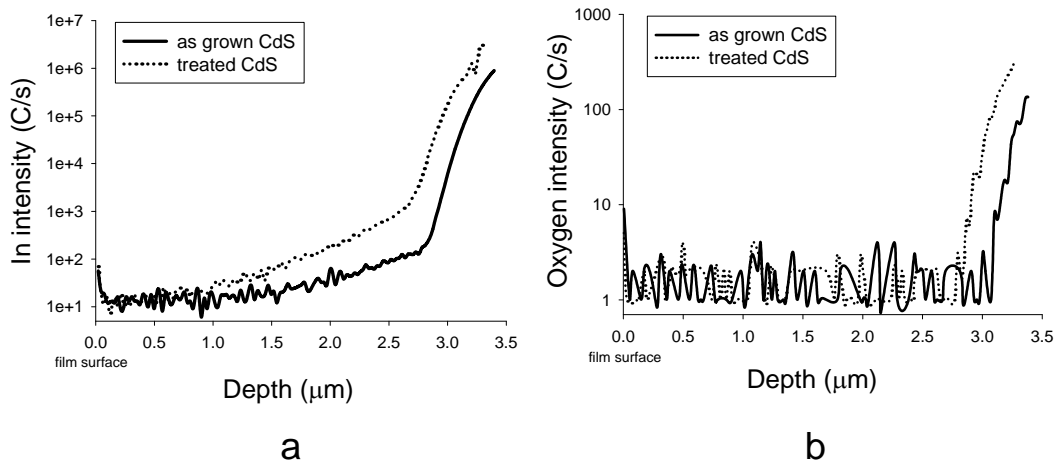 1e+7
1e+6
1e+5
1e+4
1e+3
1e+2
1e+1
In intensity (C/s)
as grown CdS
treated CdS
0.0 0.5 1.0 1.5 2.0 2.5 3.0 3.5
film surface
Depth (μm)
a
1000
100
10
1
Oxygen intensity (C/s)
as grown CdS
treated CdS
0.0 0.5 1.0 1.5 2.0 2.5 3.0 3.5
film surface
Depth (μm)
b